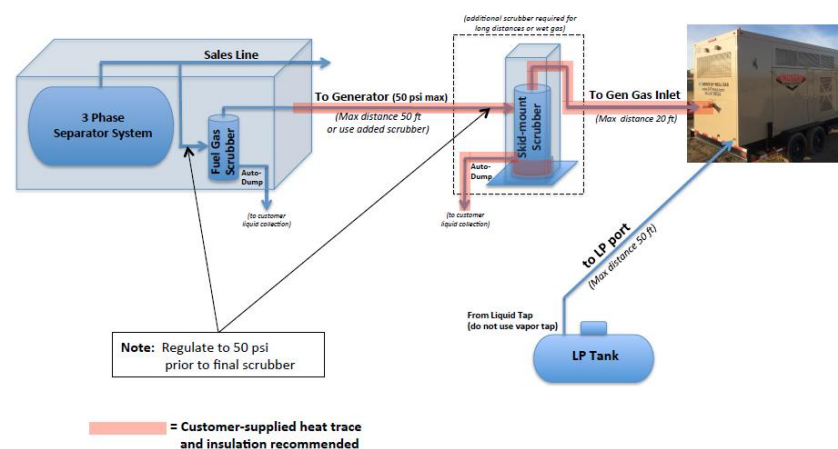 (additional scrubber required for
long distances or wet gas)
Sales Line
3 Phase
Separator System
Fuel Gas
Scrubber
Auto-
Dump
(to customer
liquid collection)
To Generator (50 psi max)
(Max distance 50 ft
or use added scrubber)
Skid-mount
Scrubber
Auto-
Dump
(to customer
liquid collection)
To Gen Gas Inlet
(Max distance 20 ft)
to LP port
(Max distance 50 ft)
From Liquid Tap
(do not use vapor tap)
LP Tank
Note: Regulate to 50 psi
prior to final scrubber
= Customer-supplied heat trace
and insulation recommended